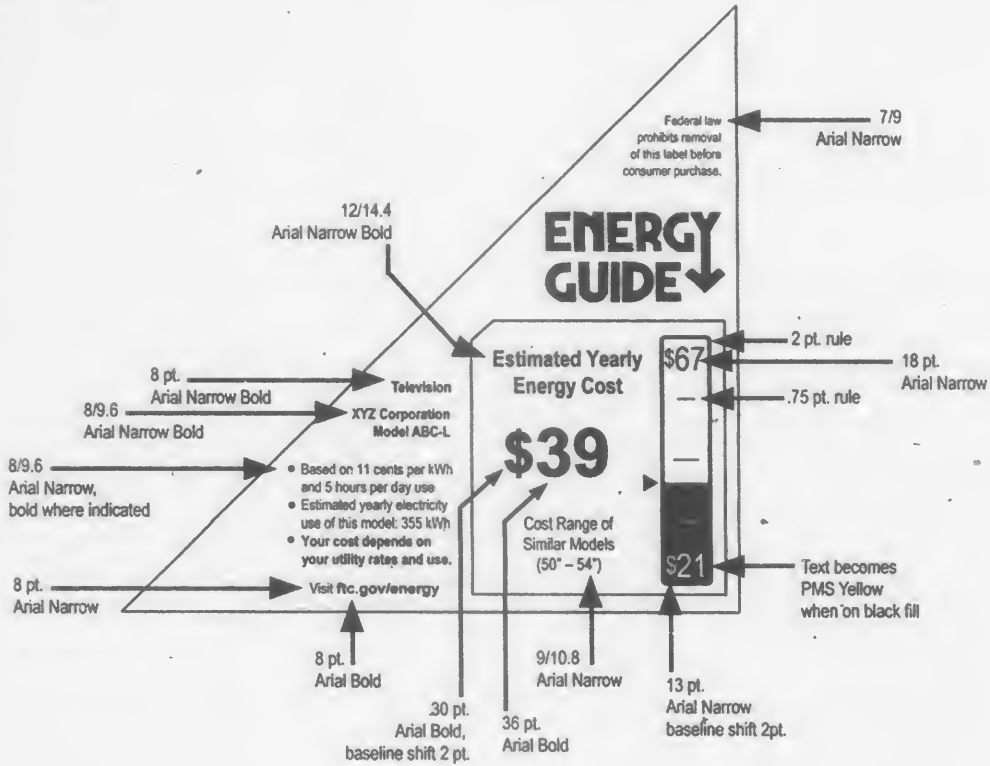 Federal law
prohibits removal
of this label before
consumer purchase.
7/9
Arial Narrow
12/14.4
Arial Narrow Bold
ENERGY
GUIDE
Estimated Yearly
Energy Cost
$67
2 pt. rule
18 pt.
Arial Narrow
.75 pt. rule
8 pt.
Arial Narrow Bold
Television
8/9.6
Arial Narrow Bold
XYZ Corporation
Model ABC-L
$39
8/9.6
Arial Narrow,
bold where indicated
• Based on 11 cents per kWh
and 5 hours per day use
• Estimated yearly electricity
use of this model: 355 kWh
• Your cost depends on
your utility rates and use.
Cost Range of
Similar Models
(50" – 54")
$21
Text becomes
PMS Yellow
when on black fill
8 pt.
Arial Narrow
Visit ftc.gov/energy
8 pt.
Arial Bold
30 pt.
Arial Bold,
baseline shift 2 pt.
36 pt.
Arial Bold
9/10.8
Arial Narrow
13 pt.
Arial Narrow
baseline shift 2pt.